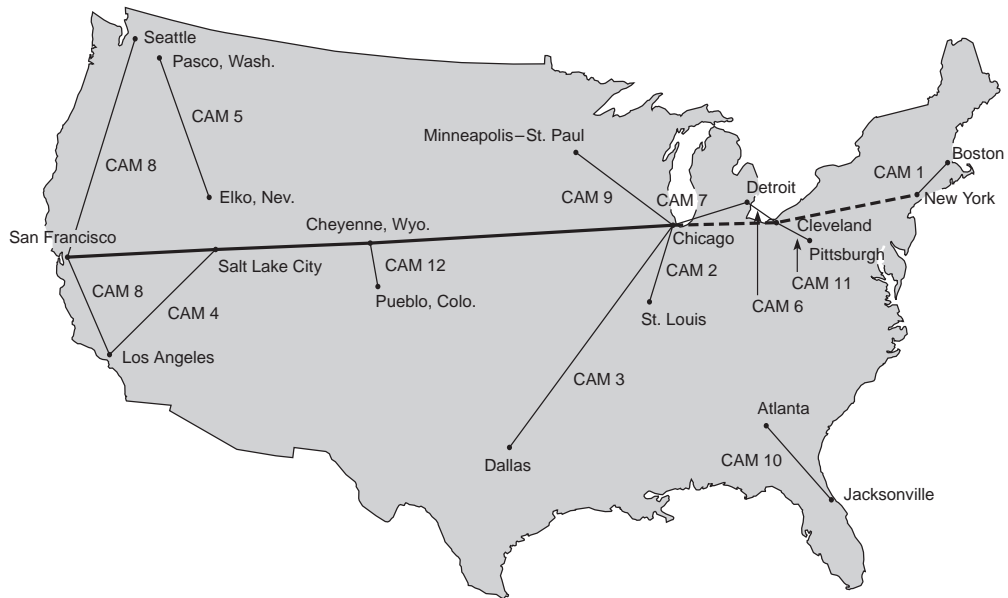 Seattle
Pasco, Wash.
CAM 5
Minneapolis–St. Paul
Boston
CAM 8
CAM 1
Detroit
Elko, Nev.
CAM 9
CAM 7
New York
Cheyenne, Wyo.
Cleveland
San Francisco
Chicago
Pittsburgh
Salt Lake City
CAM 12
CAM 2
CAM 11
CAM 8
Pueblo, Colo.
CAM 6
CAM 4
St. Louis
Los Angeles
CAM 3
Atlanta
CAM 10
Dallas
Jacksonville